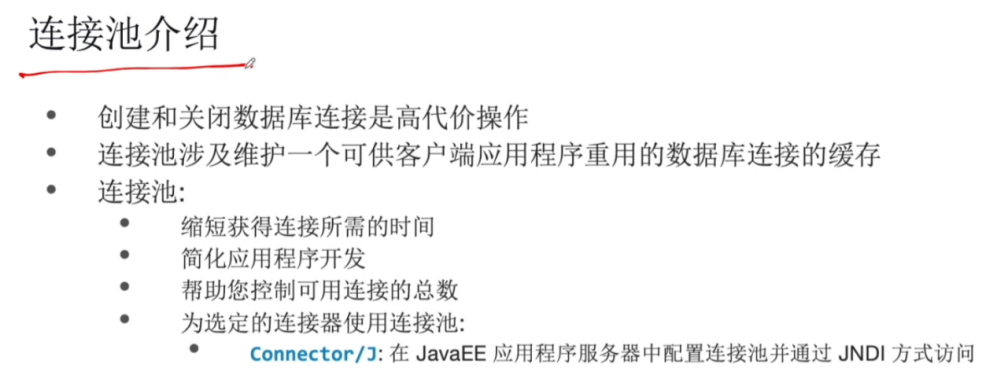 连接池介绍
• 创建和关闭数据库连接是高代价操作
• 连接池涉及维护一个可供客户端应用程序重用的数据库连接的缓存
• 连接池:
• 缩短获得连接所需的时间
• 简化应用程序开发
• 帮助您控制可用连接的总数
• 为选定的连接器使用连接池:
• Connector/J: 在 JavaEE 应用程序服务器中配置连接池并通过 JNDI 方式访问